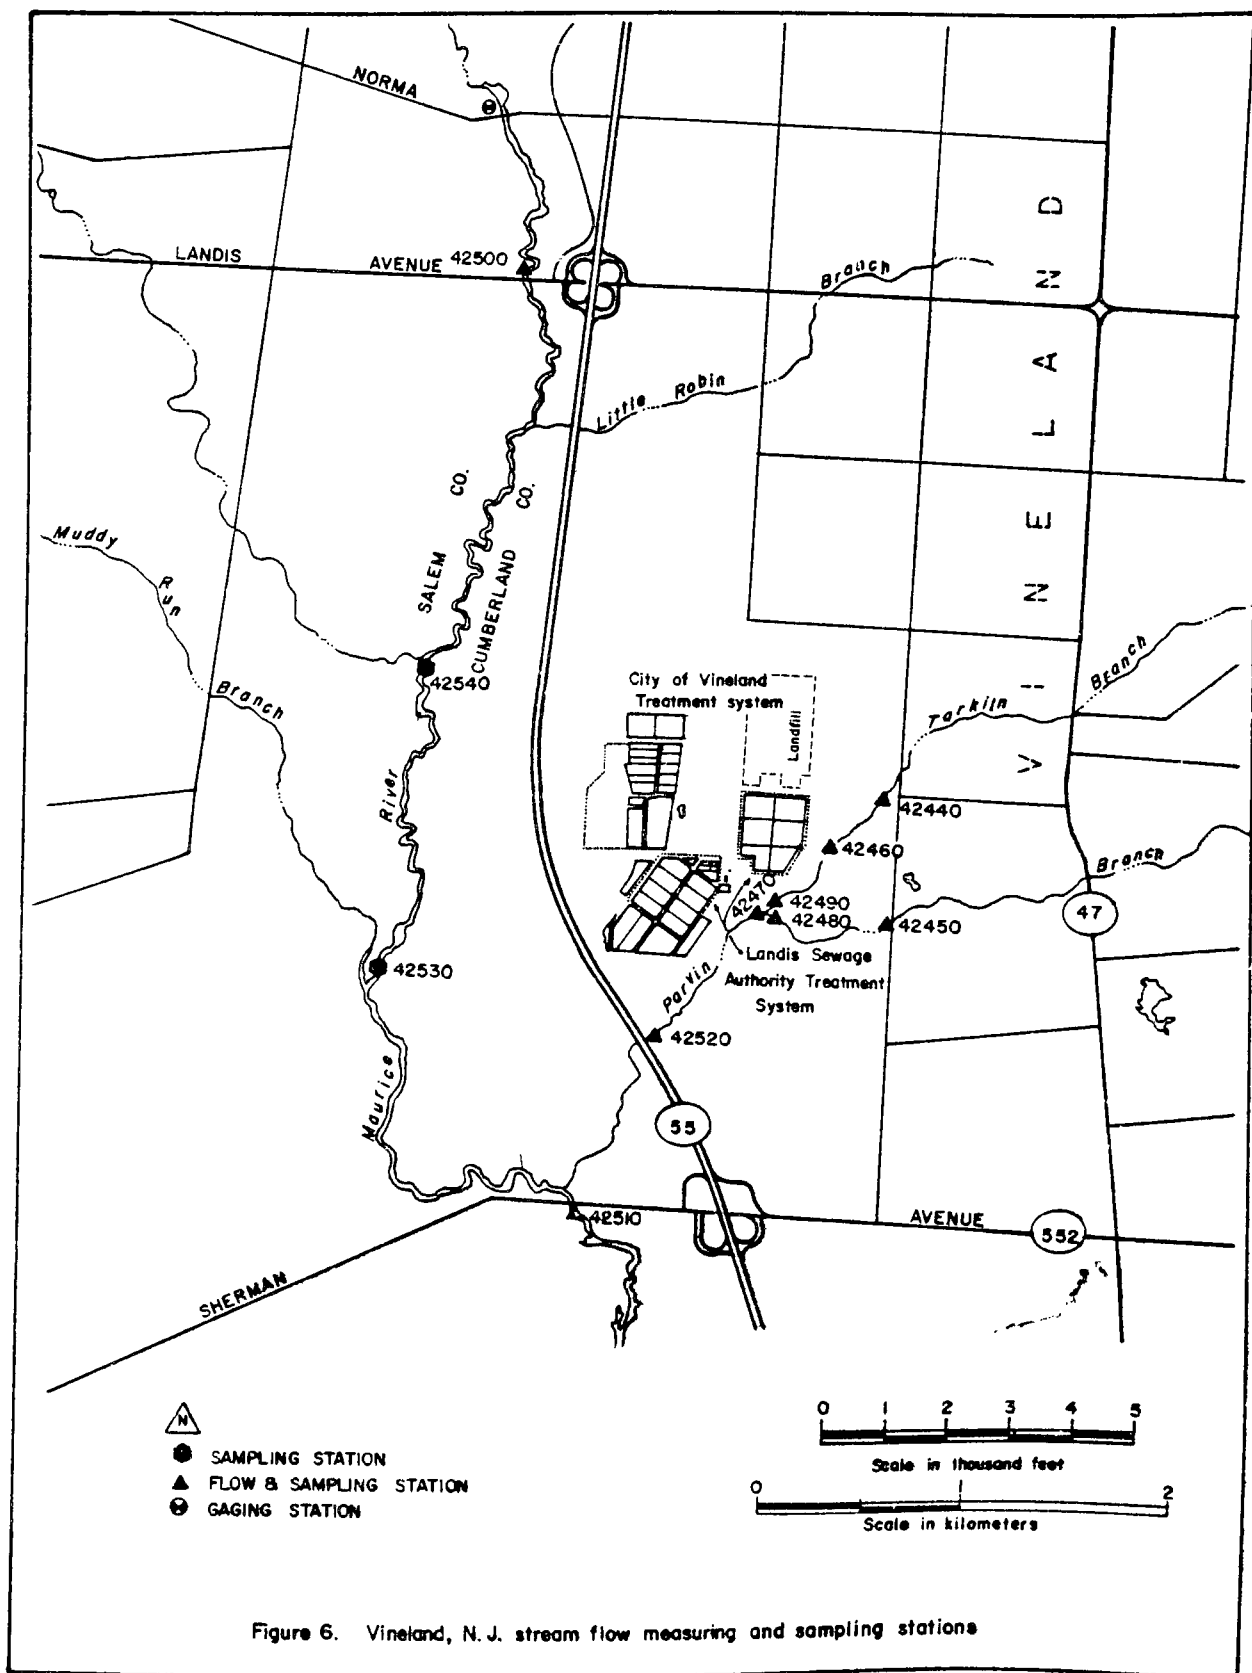 NORMA
LANDIS
AVENUE
42500
Branch
Little Robin
VINELAND
SALEM CO.
CUMBERLAND CO.
Muddy
Run
Branch
42540
River
City of Vineland
Treatment system
Landfill
Tarkiln
Branch
42440
42460
42470
42490
42480
42450
Branch
47
Landis Sewage
Authority Treatment
System
Parvin
42530
42520
Maurice
55
42510
AVENUE
552
SHERMAN
N
SAMPLING STATION
FLOW & SAMPLING STATION
GAGING STATION
0 1 2 3 4 5
Scale in thousand feet
0 1 2
Scale in kilometers
Figure 6. Vineland, N.J. stream flow measuring and sampling stations